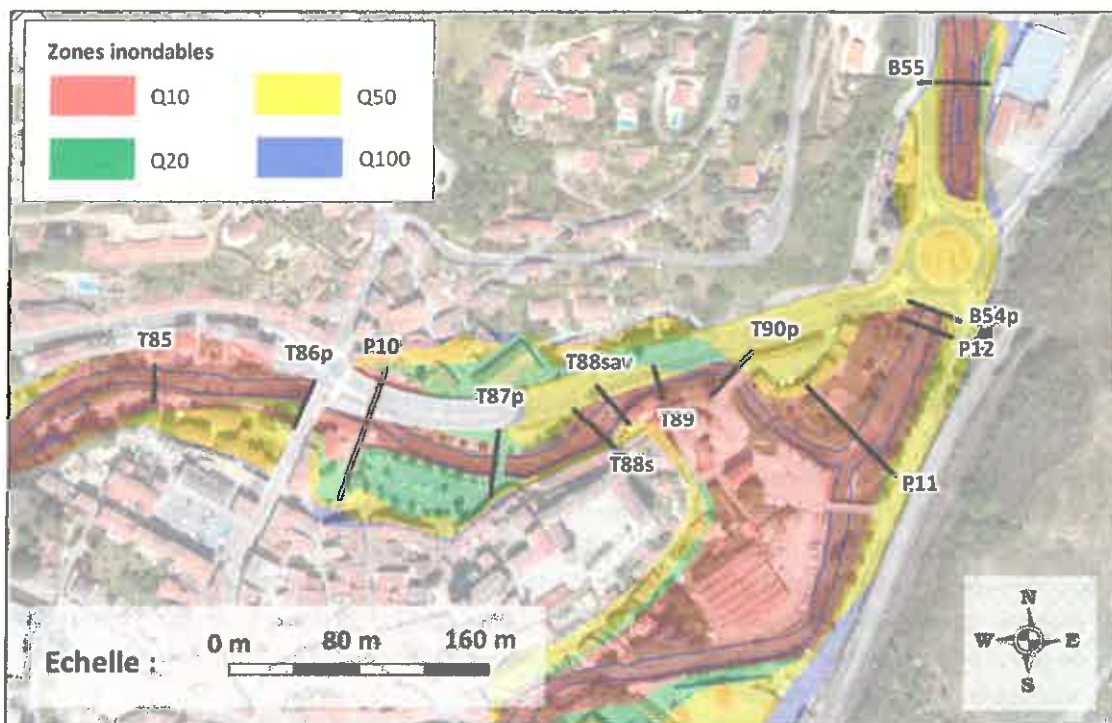 Zones inondables
Q10
Q50
Q20
Q100
B55
T85
T86p
P10
T87p
T88sav
T90p
B54p
P12
T89
T88s
P11
Echelle :
0 m
80 m
160 m
N
W
E
S